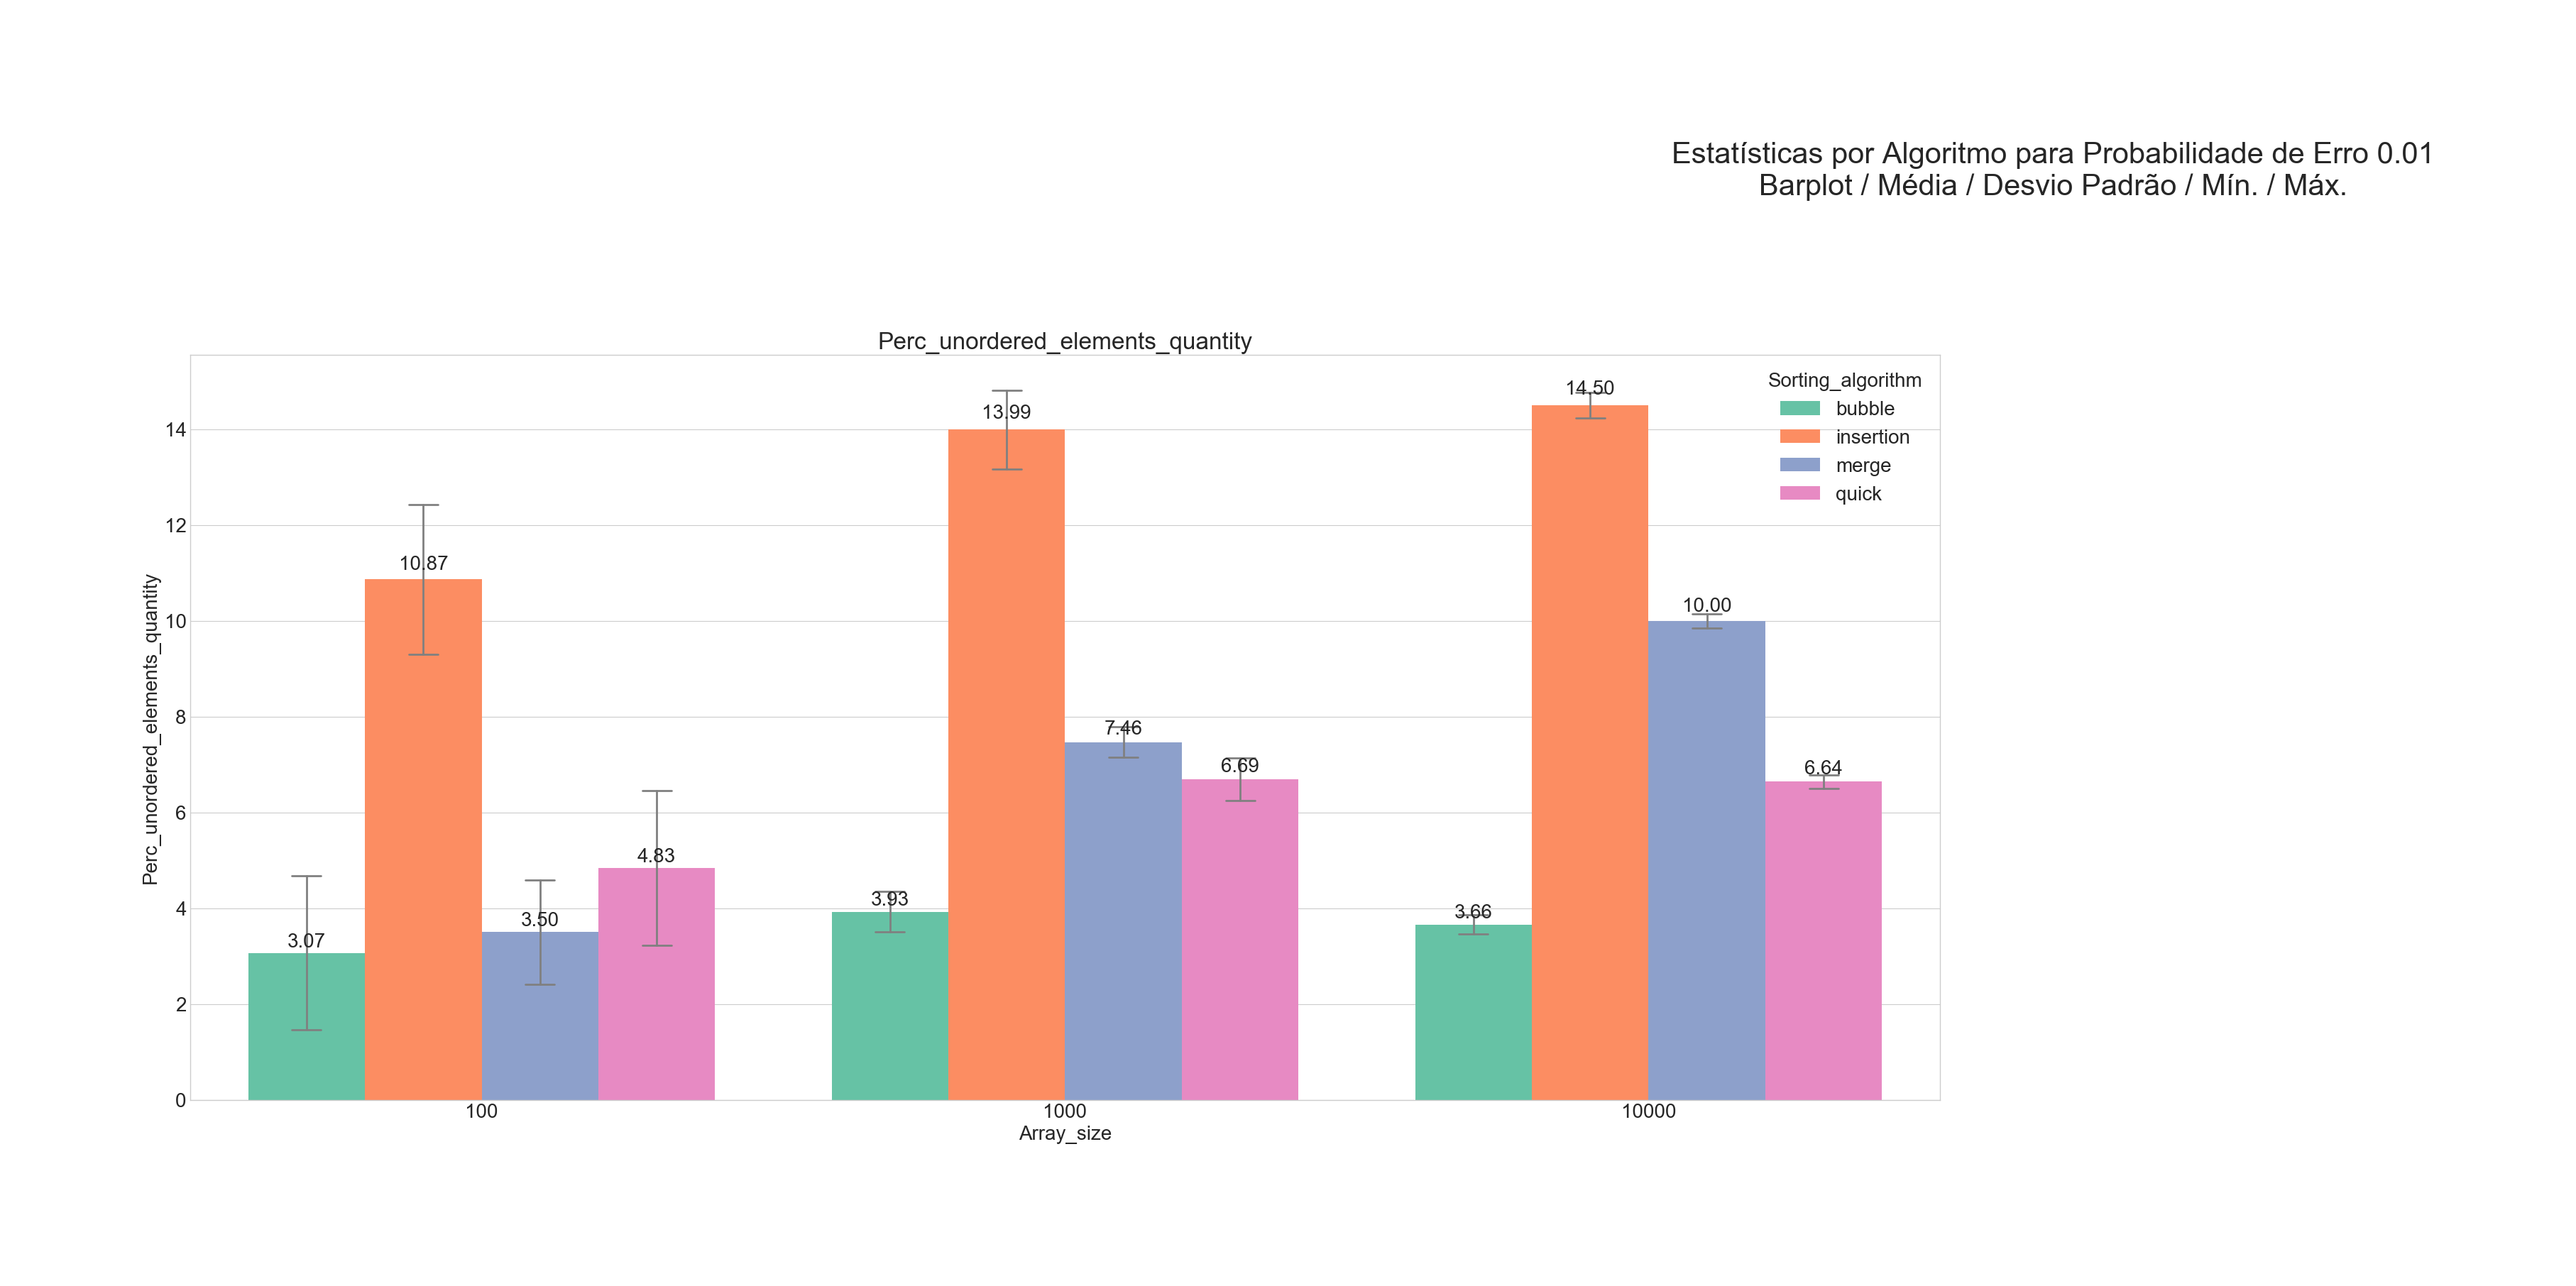 Estatísticas por Algoritmo para Probabilidade de Erro 0.01
Barplot / Média / Desvio Padrão / Mín. / Máx.
Perc_unordered_elements_quantity
Sorting_algorithm
bubble
insertion
merge
quick
Perc_unordered_elements_quantity
14
12
10
8
6
4
2
0
3.07
10.87
3.50
4.83
3.93
13.99
7.46
6.69
3.66
14.50
10.00
6.64
100
1000
10000
Array_size